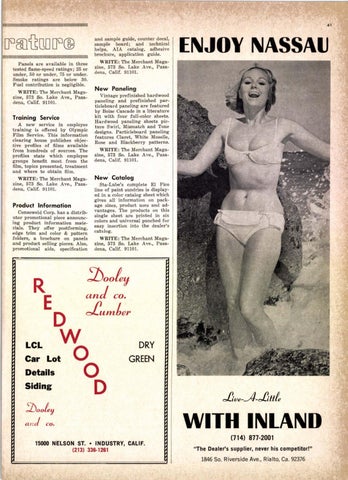 41
rature
Panels are available in three
tested flame-spread ratings; 25 or
under, 50 or under, 75 or under.
Smoke ratings are below 50.
Fuel contribution is negligible.
WRITE: The Merchant Maga-
zine, 573 So. Lake Ave., Pasa-
dena, Calif. 91101.
Training Service
A new service in employee
training is offered by Olympic
Film Service. This information
clearing house publishes objec-
tive profiles of films available
from hundreds of sources. The
profiles state which employee
groups benefit most from the
film, topics presented, treatment
and where to obtain film.
WRITE: The Merchant Maga-
zine, 573 So. Lake Ave., Pasa-
dena, Calif. 91101.
Product Information
Comsewiml Corp. has a distrib-
utor promotional piece announc-
ing product information mate-
rials. They offer postforming,
edge trim and color & pattern
folders, a brochure on panels
and product selling pieces. Also,
promotional aids, specification
and sample guide, counter decal,
sample board; and technical
helps, AIA catalog, adhesive
brochure, application guide.
WRITE: The Merchant Maga-
zine, 573 So. Lake Ave., Pasa-
dena, Calif. 91101.
New Paneling
Vintage prefinished hardwood
paneling and prefinished par-
ticleboard paneling are featured
by Boise Cascade in a literature
kit with four full-color sheets.
Hardwood paneling sheets pic-
ture Swirl, Mismatch and Tone
designs. Particleboard paneling
features Claret, White Moselle,
Rose and Blackberry patterns.
WRITE: The Merchant Maga-
zine, 573 So. Lake Ave., Pasa-
dena, Calif. 91101.
New Catalog
Sta-Lube's complete El Pico
line of paint sundries is display-
ed in a color catalog sheet which
gives all information on pack-
age sizes, product uses and ad-
vantages. The products on this
single sheet are printed in six
colors and universal punched for
easy insertion into the dealer's
catalog.
WRITE: The Merchant Maga-
zine, 573 So. Lake Ave., Pasa-
dena, Calif. 91101.
Dooley
and co.
Lumber
REDWOOD
LCL
Car Lot
Details
Siding
DRY
GREEN
Dooley
and co.
15000 NELSON ST. • INDUSTRY, CALIF.
(213) 336-1261
ENJOY NASSAU
Live-A-Little
WITH INLAND
(714) 877-2001
"The Dealer's supplier, never his competitor!"
1846 So. Riverside Ave., Rialto, Ca. 92376